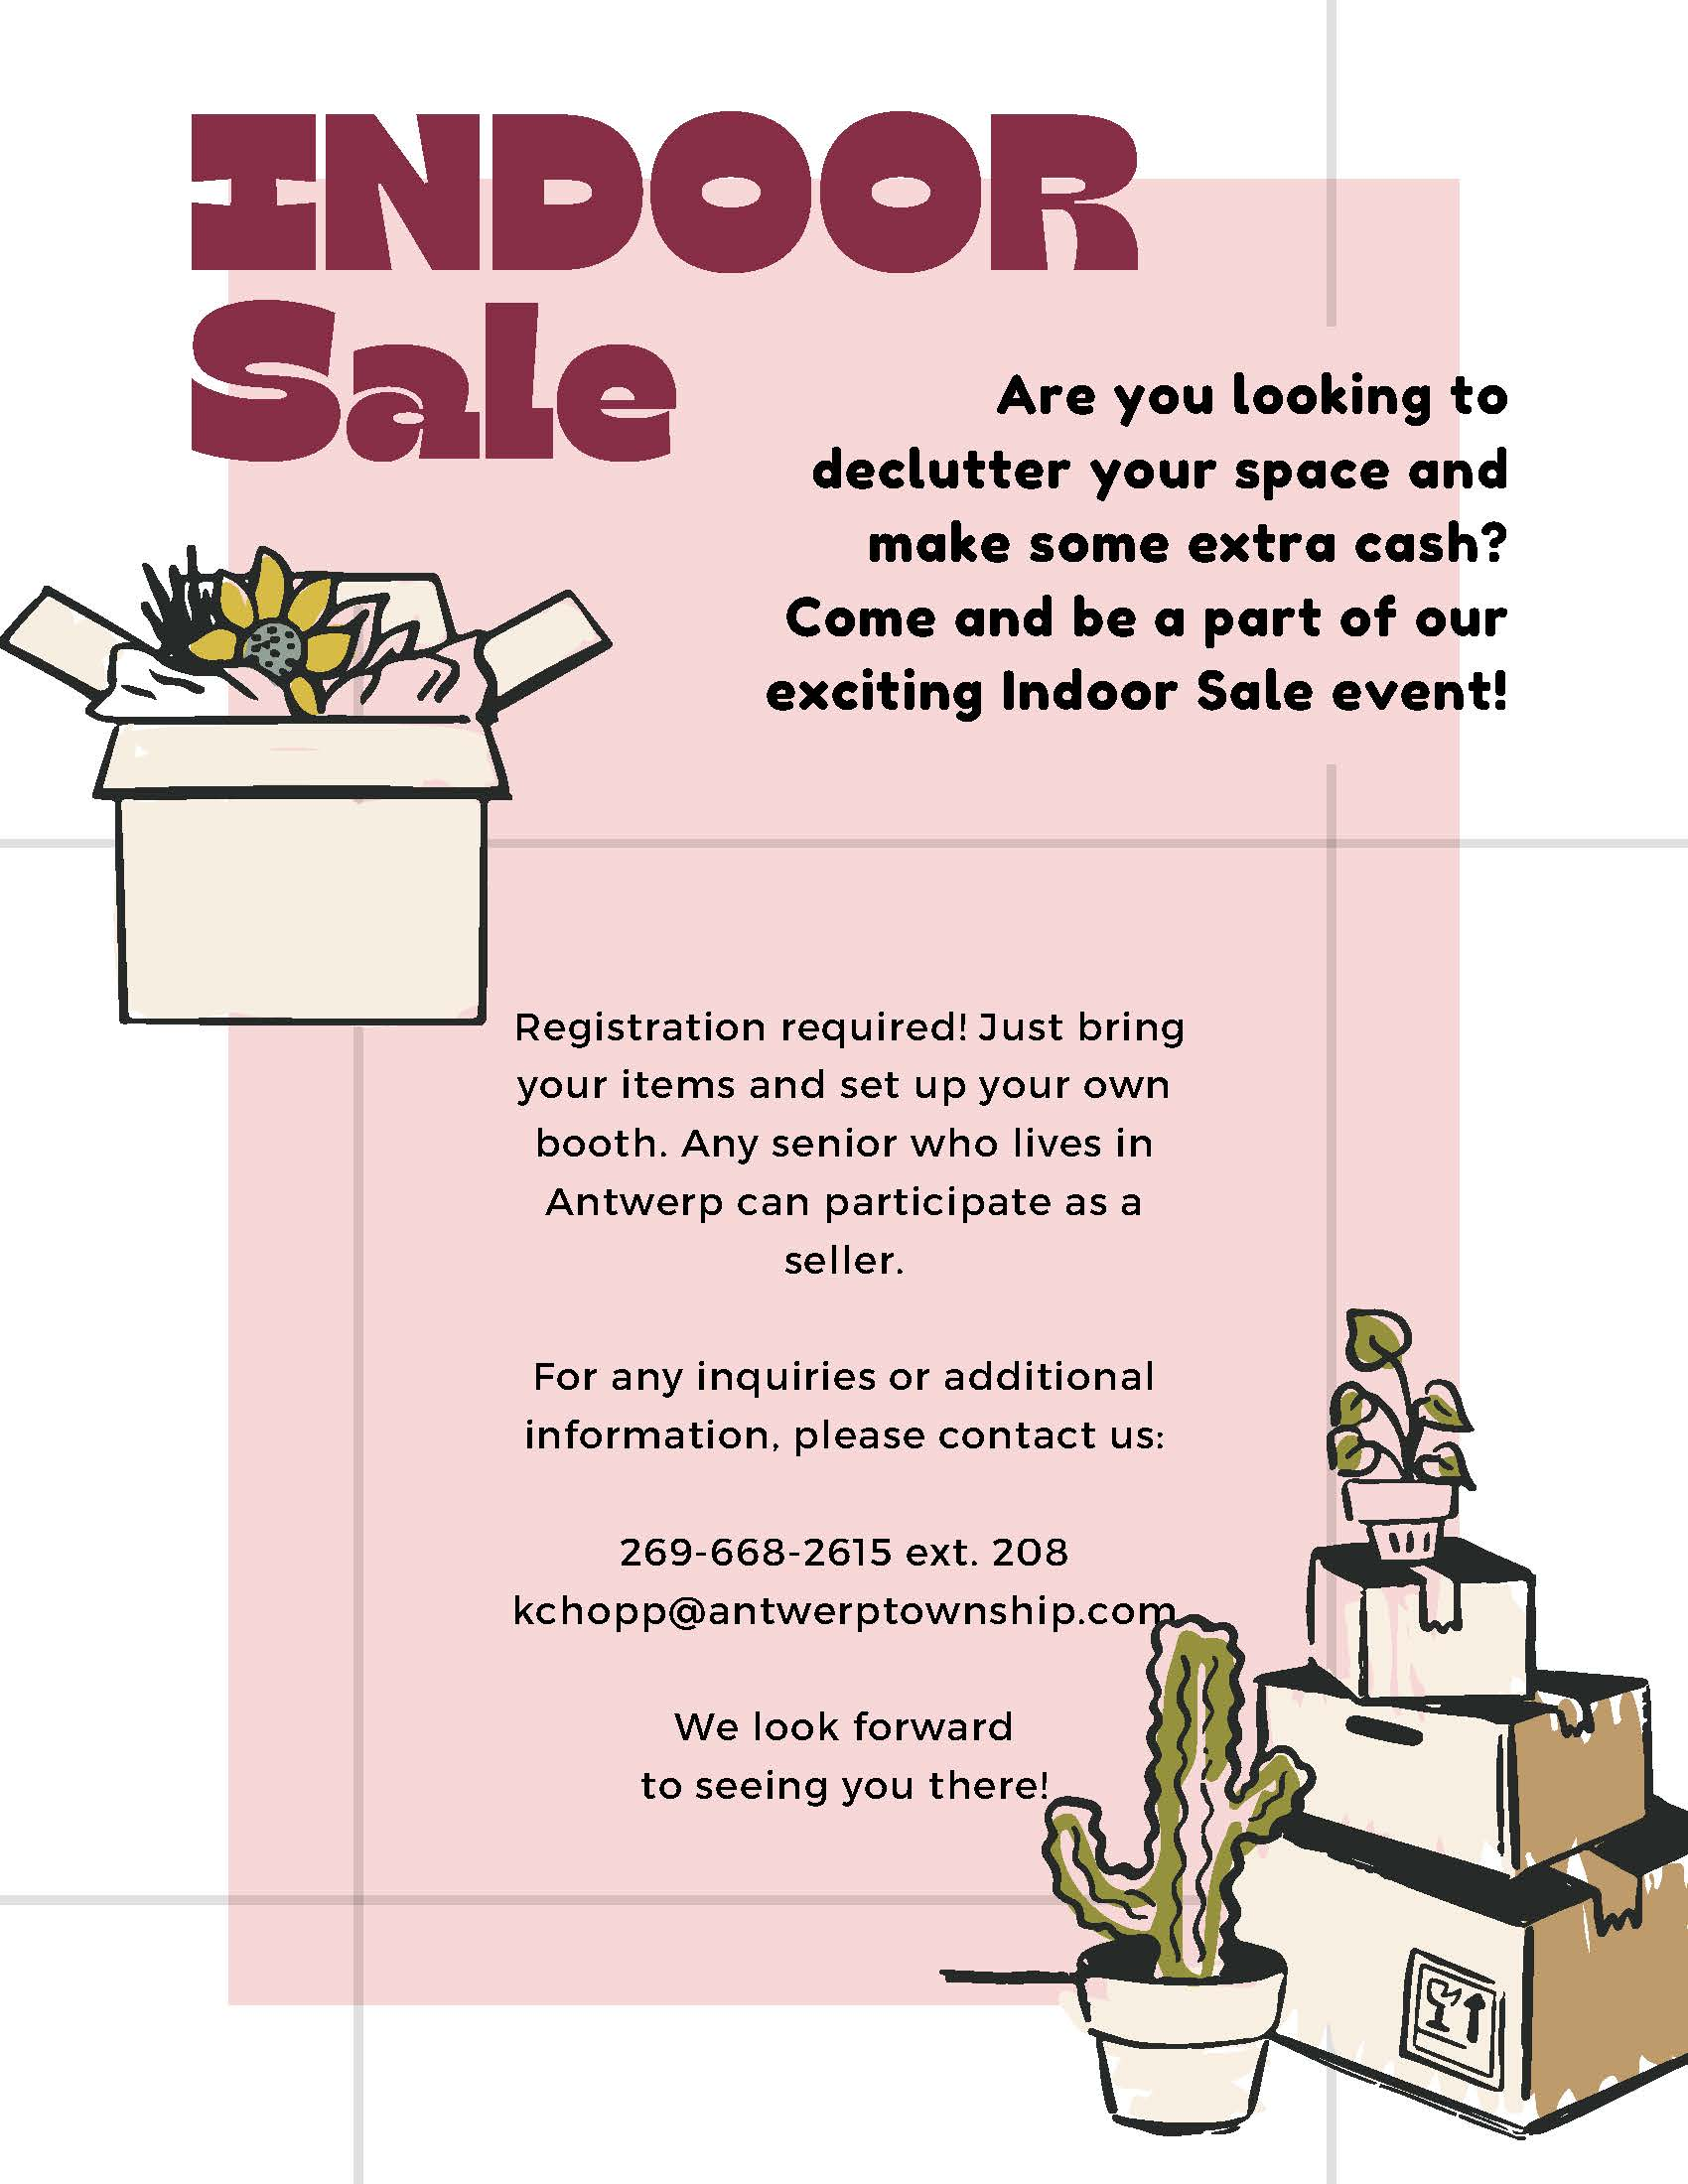 INDOOR
Sale
Are you looking to
declutter your space and
make some extra cash?
Come and be a part of our
exciting Indoor Sale event!
Registration required! Just bring
your items and set up your own
booth. Any senior who lives in
Antwerp can participate as a
seller.
For any inquiries or additional
information, please contact us:
269-668-2615 ext. 208
kchopp@antwerptownship.com
We look forward
to seeing you there!